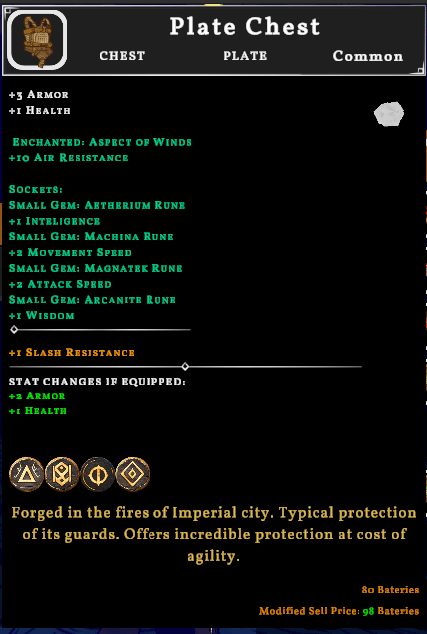 Plate Chest
CHEST PLATE Common
+3 Armor
+1 Health
Enchanted: Aspect of Winds
+10 Air Resistance
Sockets:
Small Gem: Aetherium Rune
+1 Inteligence
Small Gem: Machina Rune
+2 Movement Speed
Small Gem: Magnatek Rune
+2 Attack Speed
Small Gem: Arcanite Rune
+1 Wisdom
+1 Slash Resistance
STAT CHANGES IF EQUIPPED:
+2 Armor
+1 Health
Forged in the fires of Imperial city. Typical protection
of its guards. Offers incredible protection at cost of
agility.
80 Bateries
Modified Sell Price: 98 Bateries